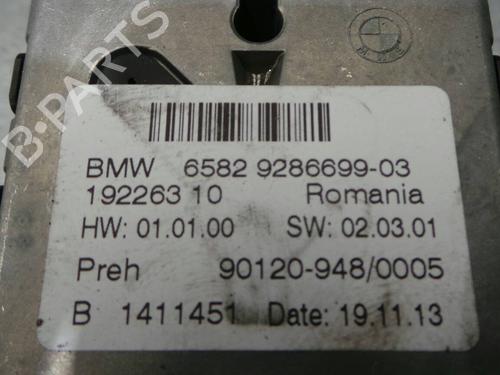 BMW
B-PARTS
BMW 6582 9286699-03
192263 10 Romania
HW: 01.01.00 SW: 02.03.01
Preh 90120-948/0005
B 1411451 Date: 19.11.13